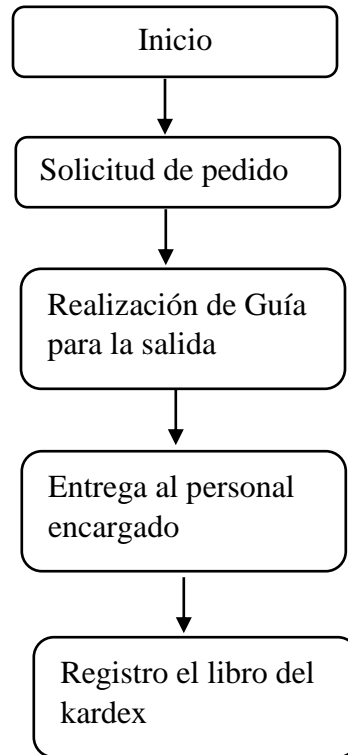 Inicio
Solicitud de pedido
Realización de Guía
para la salida
Entrega al personal
encargado
Registro el libro del
kardex